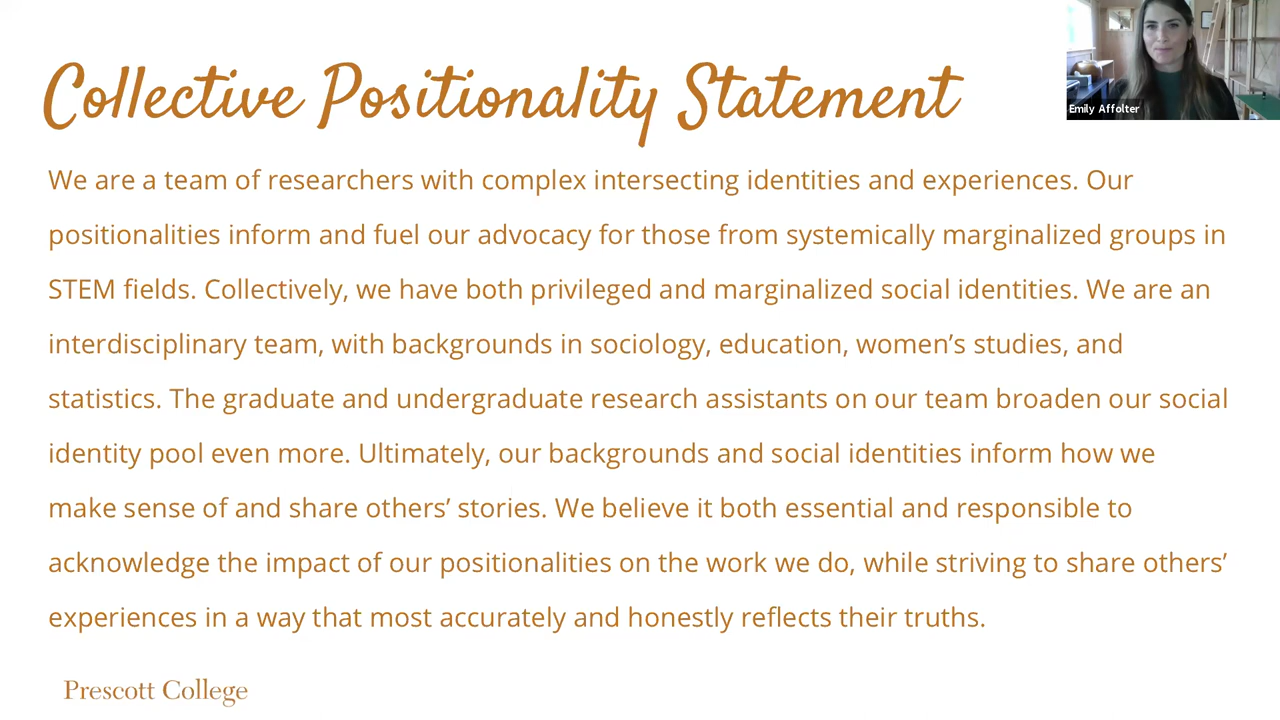 Collective Positionality Statement
Emily Affolter
We are a team of researchers with complex intersecting identities and experiences. Our
positionalities inform and fuel our advocacy for those from systemically marginalized groups in
STEM fields. Collectively, we have both privileged and marginalized social identities. We are an
interdisciplinary team, with backgrounds in sociology, education, women’s studies, and
statistics. The graduate and undergraduate research assistants on our team broaden our social
identity pool even more. Ultimately, our backgrounds and social identities inform how we
make sense of and share others’ stories. We believe it both essential and responsible to
acknowledge the impact of our positionalities on the work we do, while striving to share others’
experiences in a way that most accurately and honestly reflects their truths.
Prescott College